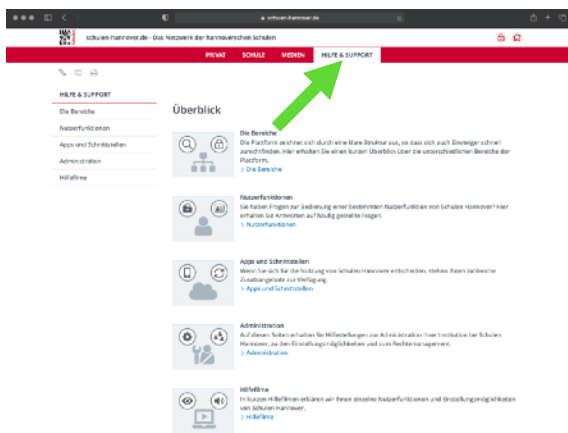 schulen-hannover.de
schulen-hannover.de - Das Netzwerk der hannoverschen Schulen
PRIVAT SCHULE MEDIEN HILFE & SUPPORT
HILFE & SUPPORT
Die Bereiche
Nutzerfunktionen
Apps und Schnittstellen
Administration
Hilfefilme
Überblick
Die Bereiche
Die Plattform zeichnet sich durch eine klare Struktur aus, so dass sich auch Einsteiger schnell
zurechtfinden. Hier erhalten Sie einen kurzen Überblick über die unterschiedlichen Bereiche der
Plattform.
> Die Bereiche
Nutzerfunktionen
Sie haben Fragen zur Bedienung einer bestimmten Nutzerfunktion von Schulen Hannover? Hier
erhalten Sie Antworten auf häufig gestellte Fragen.
> Nutzerfunktionen
Apps und Schnittstellen
Wenn Sie sich für die Nutzung von Schulen Hannover entscheiden, stehen Ihnen zahlreiche
Zusatzangebote zur Verfügung.
> Apps und Schnittstellen
Administration
Auf diesen Seiten erhalten Sie Hilfestellungen zur Administration Ihrer Institution bei Schulen
Hannover, zu den Einstellungsmöglichkeiten und zum Rechtemanagement.
> Administration
Hilfefilme
In kurzen Hilfefilmen erklären wir Ihnen einzelne Nutzerfunktionen und Einstellungsmöglichkeiten
von Schulen Hannover.
> Hilfefilme